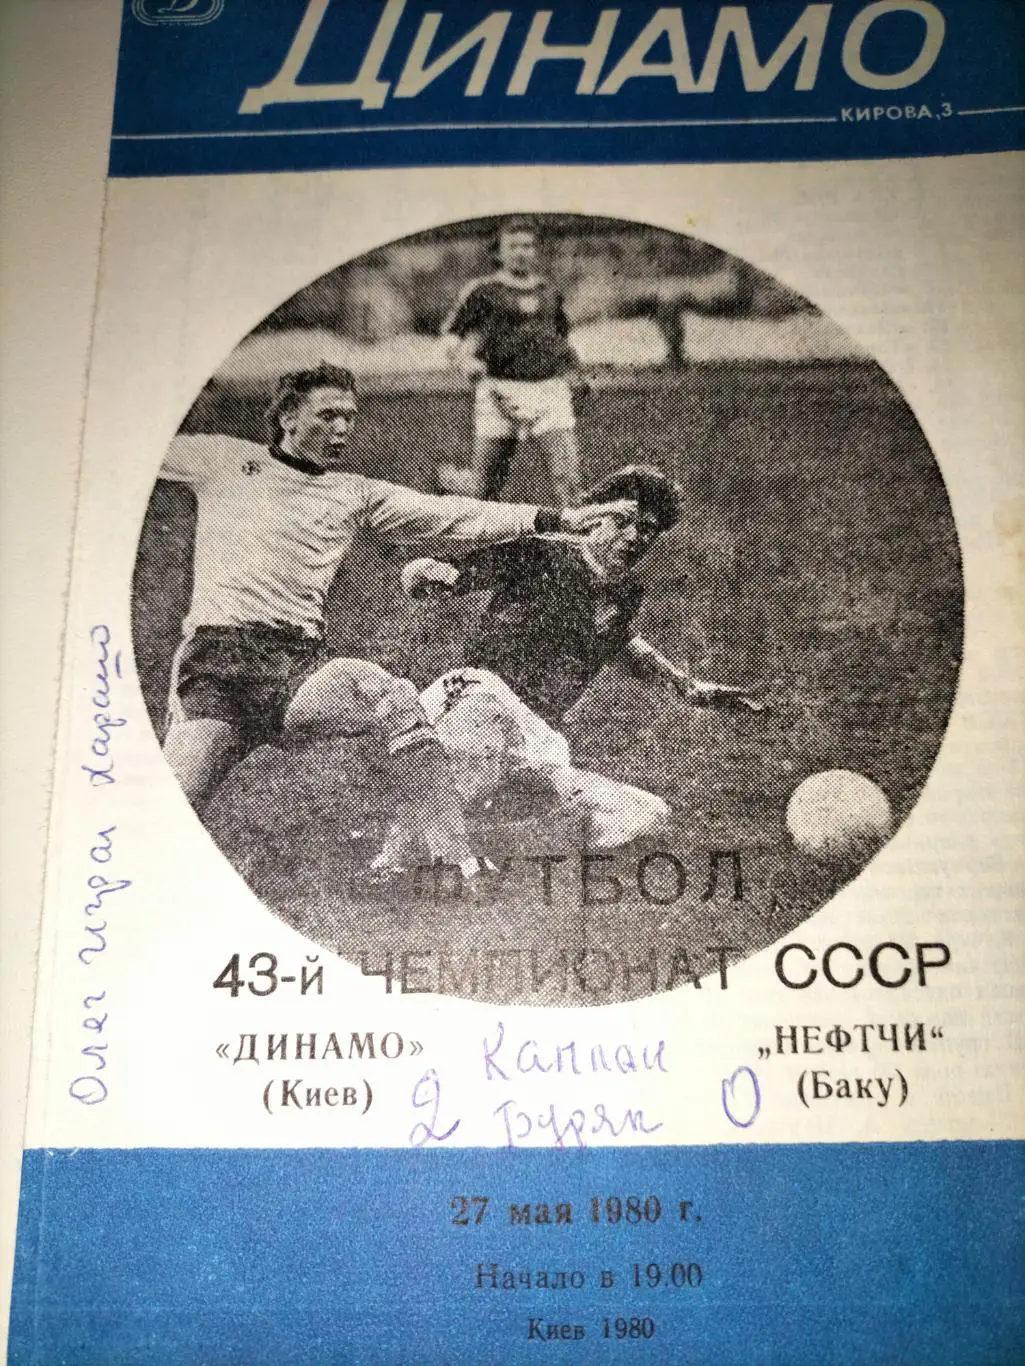 Д
ДИНАМО
КИРОВА, 3
ФУТБОЛ
43-й ЧЕМПИОНАТ СССР
«ДИНАМО»
(Киев)
2
Каплан
Буряк
0
„НЕФТЧИ“
(Баку)
27 мая 1980 г.
Начало в 19.00
Киев 1980
Олег играл хорошо